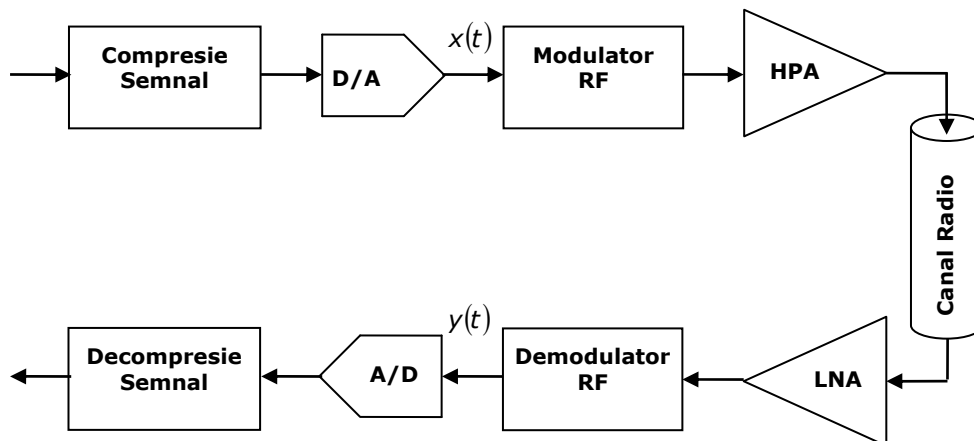 Compresie
Semnal
D/A
x(t)
Modulator
RF
HPA
Canal Radio
Decompresie
Semnal
A/D
y(t)
Demodulator
RF
LNA